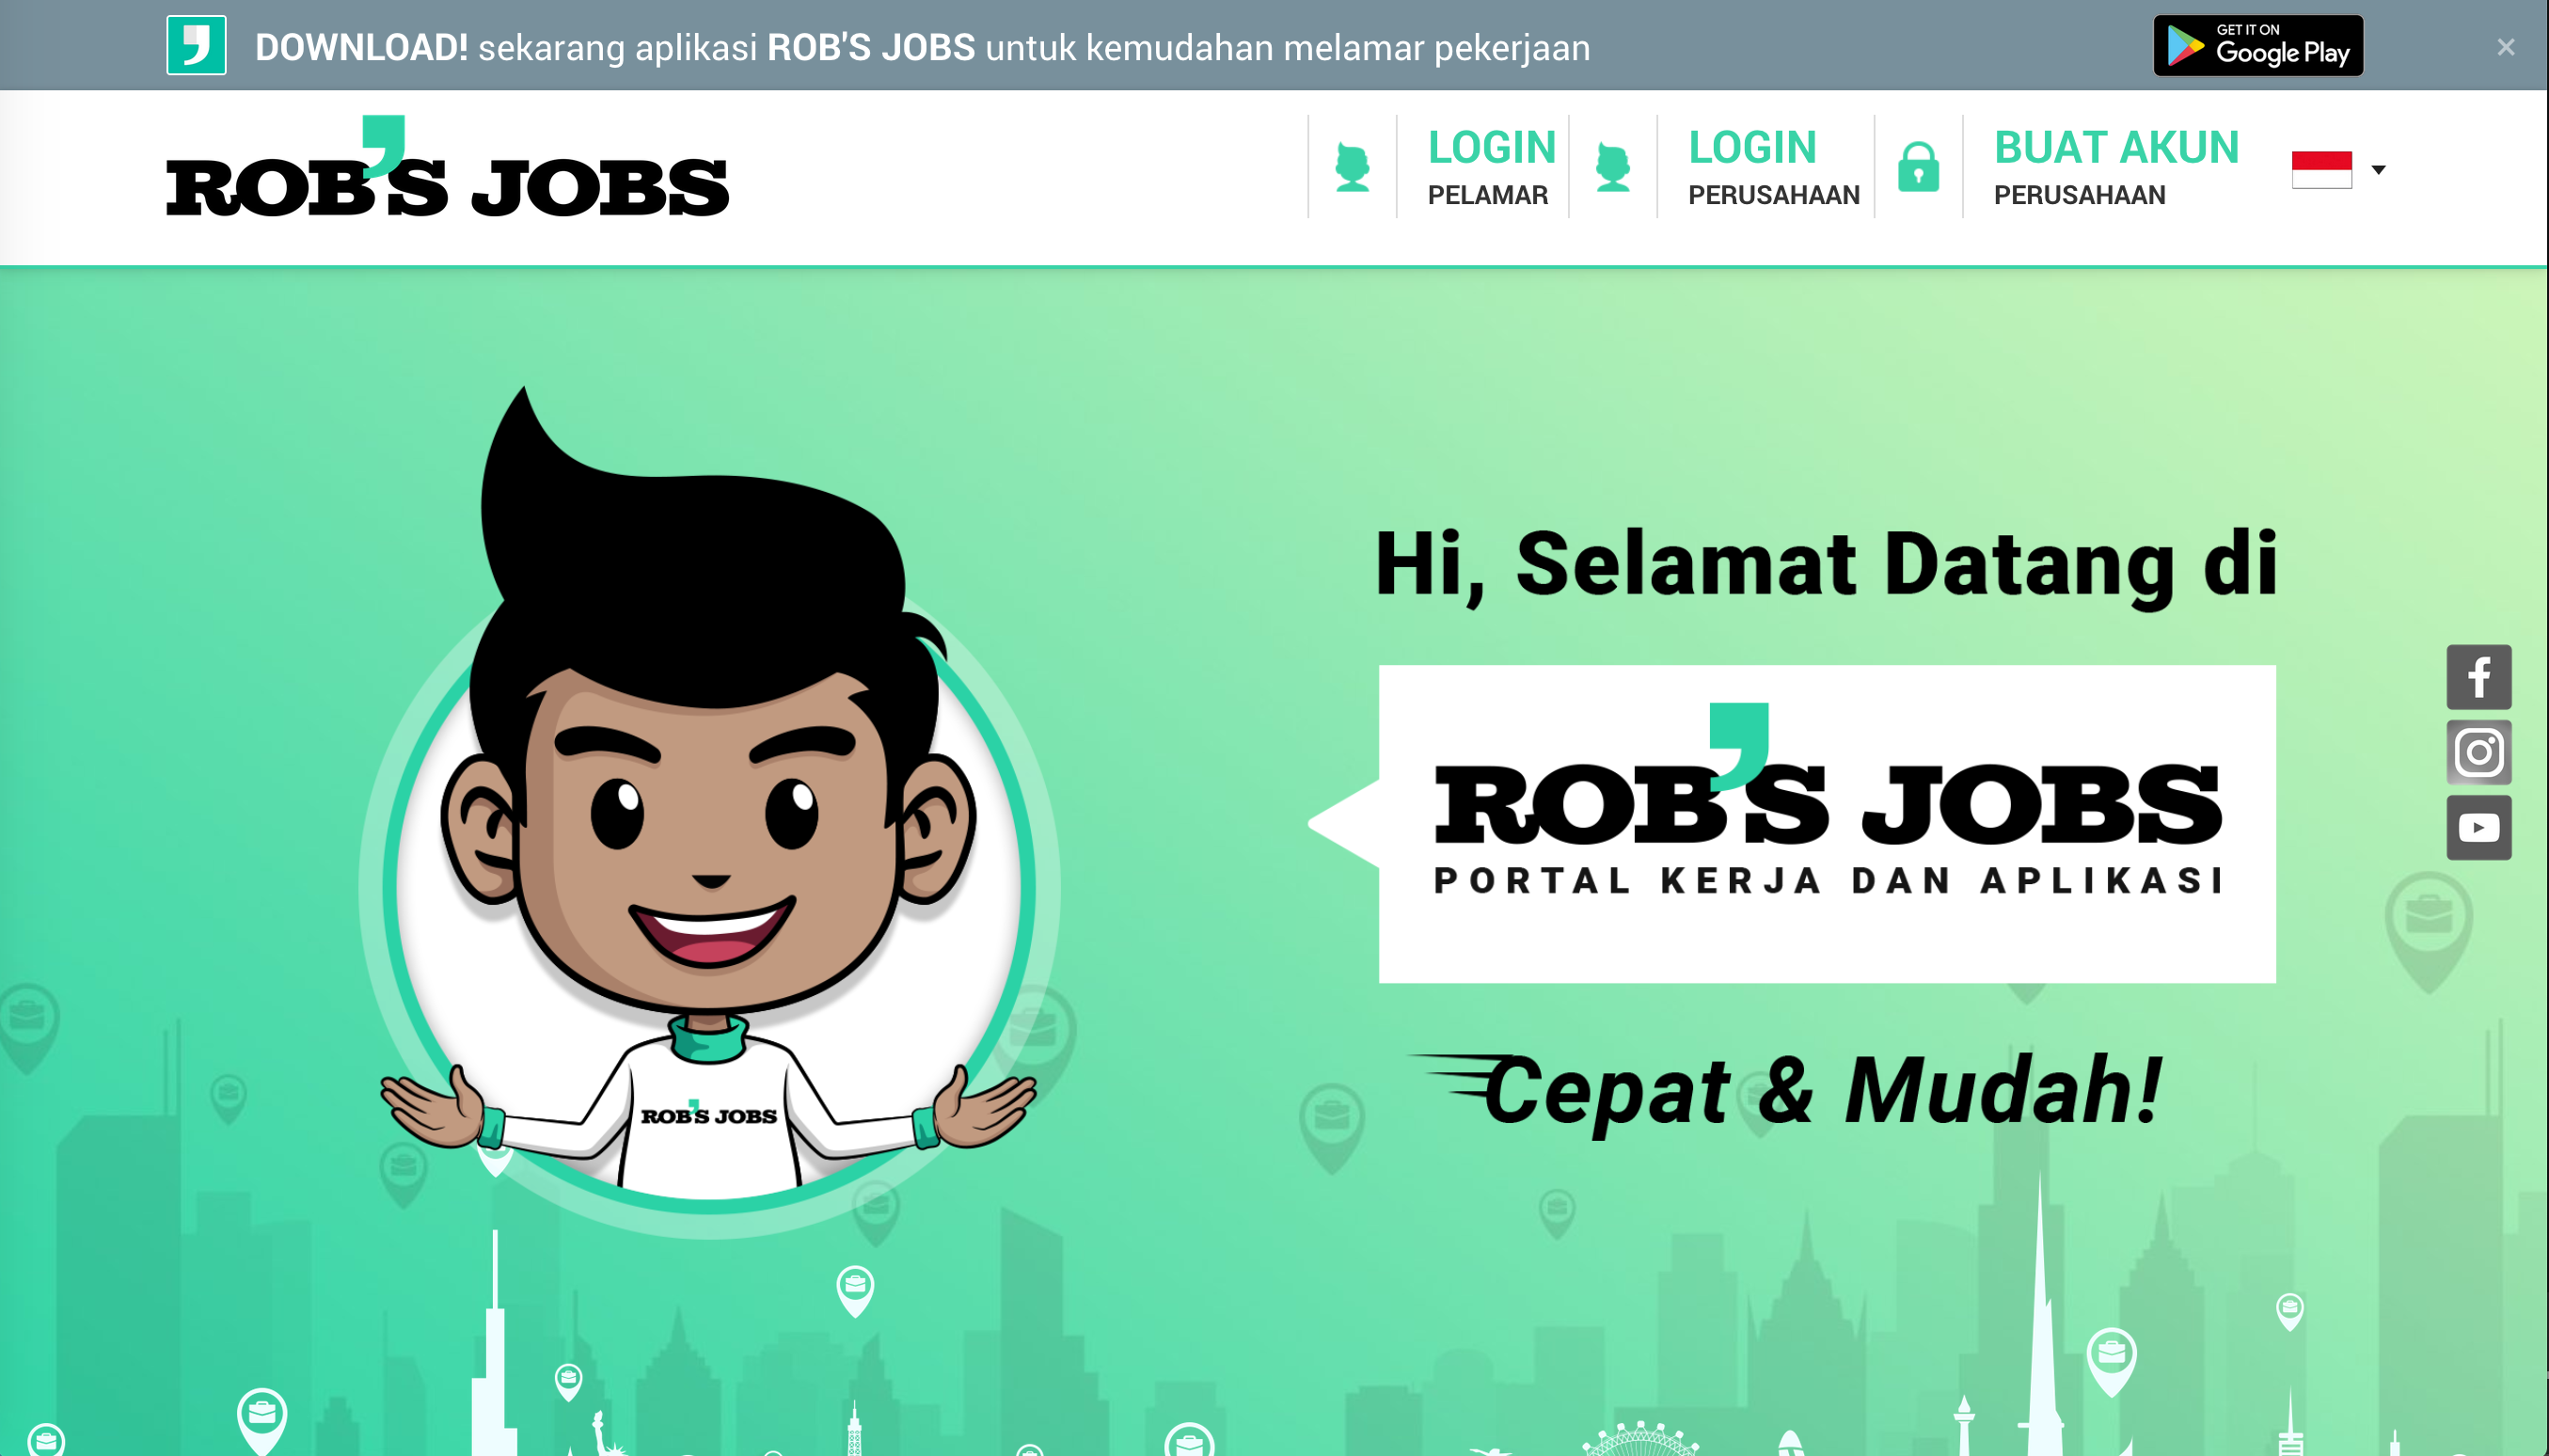 DOWNLOAD! sekarang aplikasi ROB'S JOBS untuk kemudahan melamar pekerjaan
GET IT ON
Google Play
ROB'S JOBS
LOGIN
PELAMAR
LOGIN
PERUSAHAAN
BUAT AKUN
PERUSAHAAN
Hi, Selamat Datang di
ROB'S JOBS
PORTAL KERJA DAN APLIKASI
Cepat & Mudah!
ROB'S JOBS